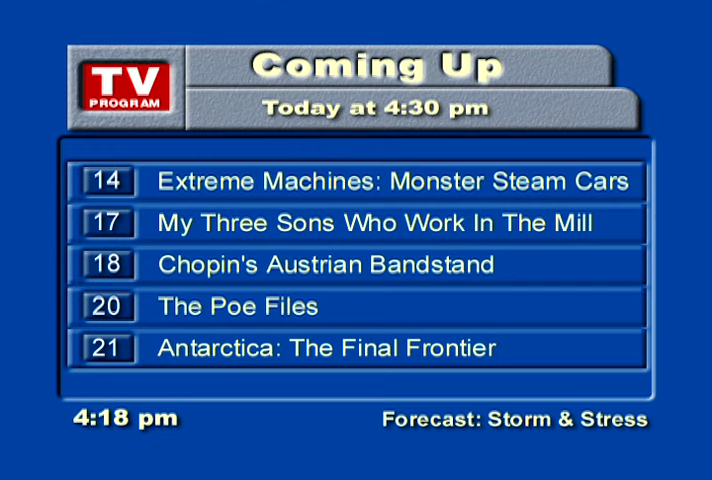 TV
PROGRAM
Coming Up
Today at 4:30 pm
14 Extreme Machines: Monster Steam Cars
17 My Three Sons Who Work In The Mill
18 Chopin's Austrian Bandstand
20 The Poe Files
21 Antarctica: The Final Frontier
4:18 pm Forecast: Storm & Stress